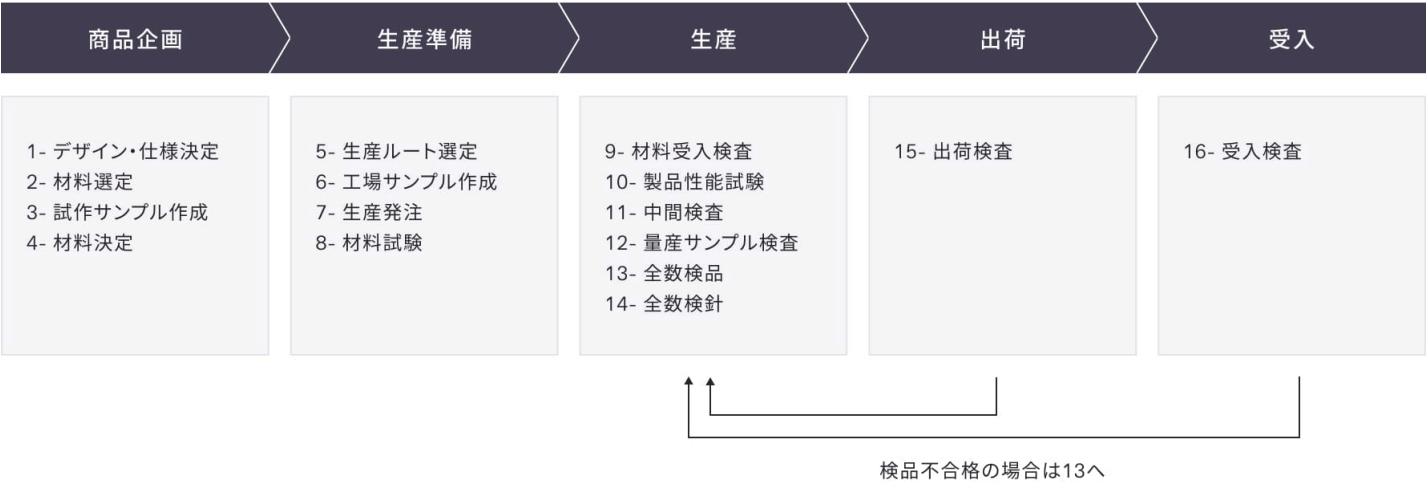 商品企画
生産準備
生産
出荷
受入
1- デザイン・仕様決定
2- 材料選定
3- 試作サンプル作成
4- 材料決定
5- 生産ルート選定
6- 工場サンプル作成
7- 生産発注
8- 材料試験
9- 材料受入検査
10- 製品性能試験
11- 中間検査
12- 量産サンプル検査
13- 全数検品
14- 全数検針
15- 出荷検査
16- 受入検査
検品不合格の場合は13へ